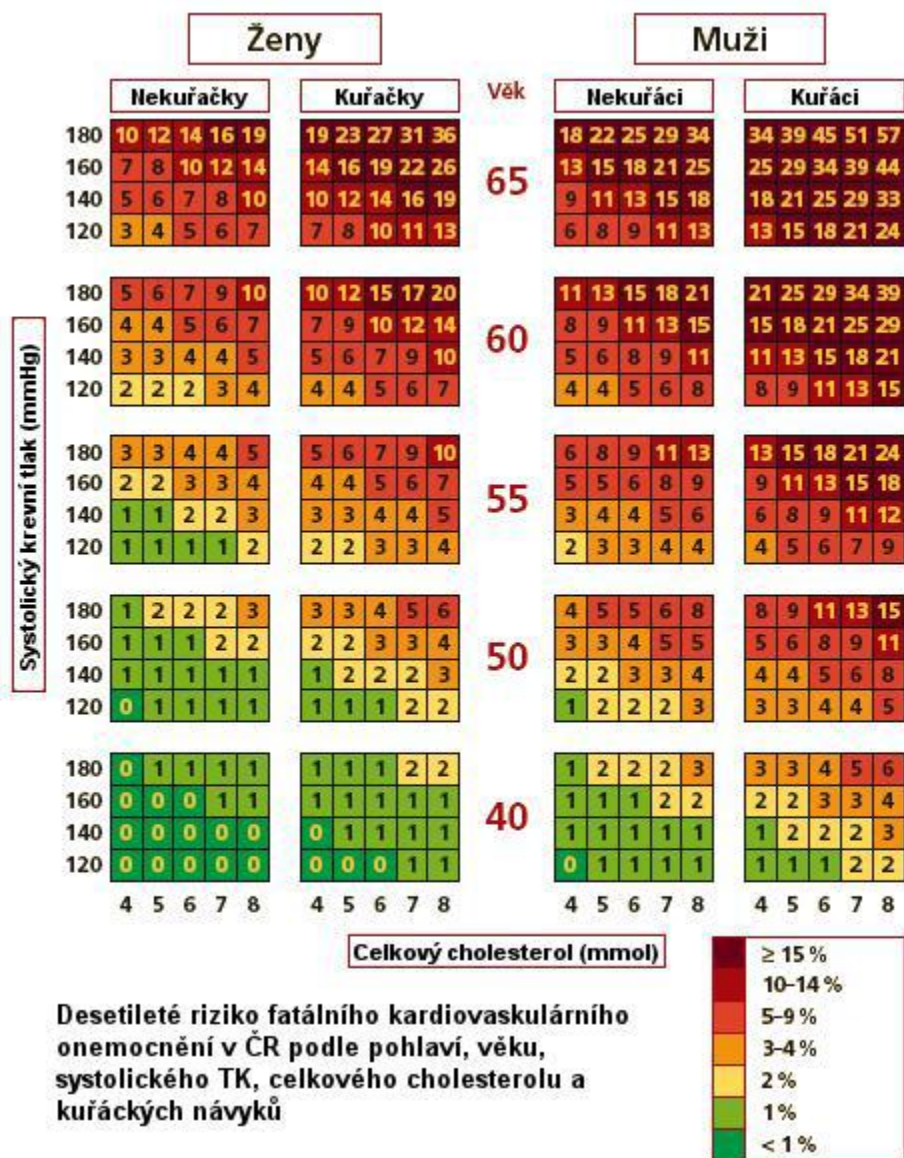 Ženy Muži
Nekuřačky Kuřačky Věk Nekuřáci Kuřáci
180 10 12 14 16 19 19 23 27 31 36 18 22 25 29 34 34 39 45 51 57
160 7 8 10 12 14 14 16 19 22 26 13 15 18 21 25 25 29 34 39 44
65
140 5 6 7 8 10 10 12 14 16 19 9 11 13 15 18 18 21 25 29 33
120 3 4 5 6 7 7 8 10 11 13 6 8 9 11 13 13 15 18 21 24
180 5 6 7 9 10 10 12 15 17 20 11 13 15 18 21 21 25 29 34 39
160 4 4 5 6 7 7 9 10 12 14 8 9 11 13 15 15 18 21 25 29
60
140 3 3 4 4 5 5 6 7 9 10 5 6 8 9 11 11 13 15 18 21
120 2 2 2 3 4 4 4 5 6 7 4 4 5 6 8 8 9 11 13 15
Systolický krevní tlak (mmHg)
180 3 3 4 4 5 5 6 7 9 10 6 8 9 11 13 13 15 18 21 24
160 2 2 3 3 4 4 4 5 6 7 5 5 6 8 9 9 11 13 15 18
55
140 1 1 2 2 3 3 3 4 4 5 3 4 4 5 6 6 8 9 11 12
120 1 1 1 1 2 2 2 3 3 4 2 3 3 4 4 4 5 6 7 9
180 1 2 2 2 3 3 3 4 5 6 4 5 5 6 8 8 9 11 13 15
160 1 1 1 2 2 2 2 3 3 4 3 3 4 5 5 5 6 8 9 11
50
140 1 1 1 1 1 1 2 2 2 3 2 2 3 3 4 4 4 5 6 8
120 0 1 1 1 1 1 1 1 2 2 1 2 2 2 3 3 3 4 4 5
180 0 1 1 1 1 1 1 1 2 2 1 2 2 2 3 3 3 4 5 6
160 0 0 0 1 1 1 1 1 1 1 1 1 1 2 2 2 2 3 3 4
40
140 0 0 0 0 0 0 1 1 1 1 1 1 1 1 1 1 2 2 2 3
120 0 0 0 0 0 0 0 0 1 1 0 1 1 1 1 1 1 1 2 2
4 5 6 7 8 4 5 6 7 8 4 5 6 7 8 4 5 6 7 8
Celkový cholesterol (mmol)
≥ 15 %
10–14 %
5–9 %
3–4 %
2 %
1 %
< 1 %
Desetileté riziko fatálního kardiovaskulárního
onemocnění v ČR podle pohlaví, věku,
systolického TK, celkového cholesterolu a
kuřáckých návyků